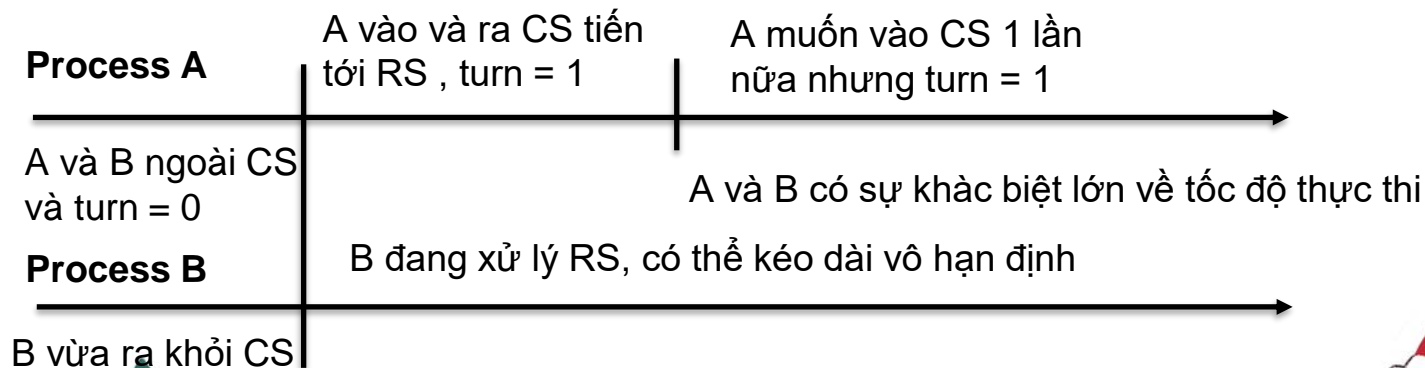 Process A
A vào và ra CS tiến
tới RS , turn = 1
A muốn vào CS 1 lần
nữa nhưng turn = 1
A và B ngoài CS
và turn = 0
A và B có sự khàc biệt lớn về tốc độ thực thi
Process B
B đang xử lý RS, có thể kéo dài vô hạn định
B vừa ra khỏi CS